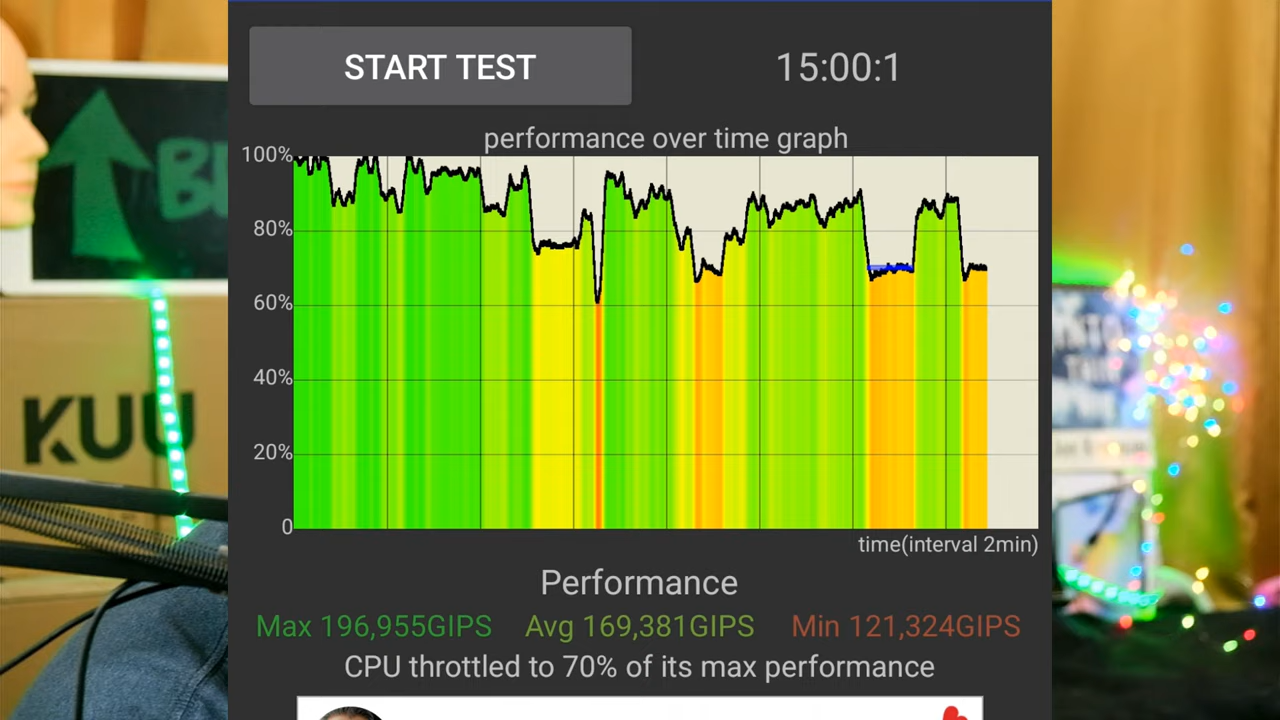 START TEST
15:00:1
performance over time graph
100%
80%
60%
40%
20%
0
time(interval 2min)
Performance
Max 196,955GIPS Avg 169,381GIPS Min 121,324GIPS
CPU throttled to 70% of its max performance
KUU